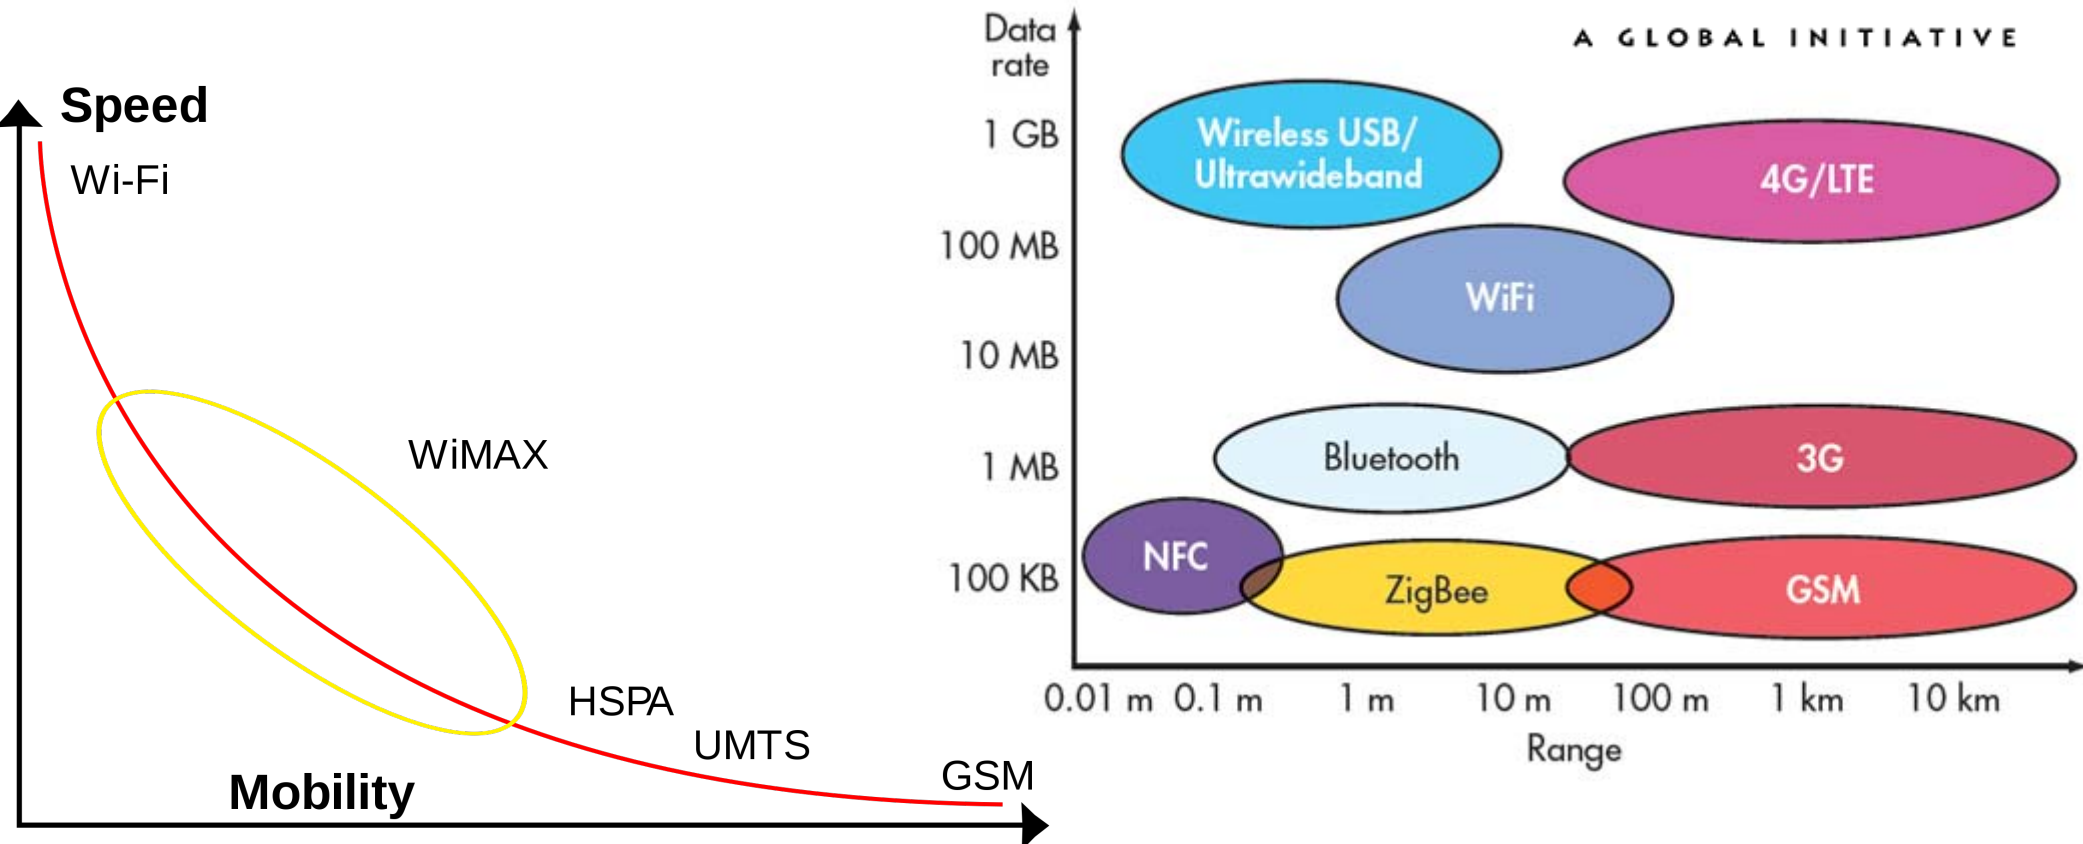 Speed
Wi-Fi
WiMAX
HSPA
UMTS
GSM
Mobility
Data
rate
A GLOBAL INITIATIVE
1 GB
Wireless USB/
Ultrawideband
4G/LTE
100 MB
WiFi
10 MB
Bluetooth
3G
1 MB
NFC
100 KB
ZigBee
GSM
0.01 m 0.1 m 1 m 10 m 100 m 1 km 10 km
Range